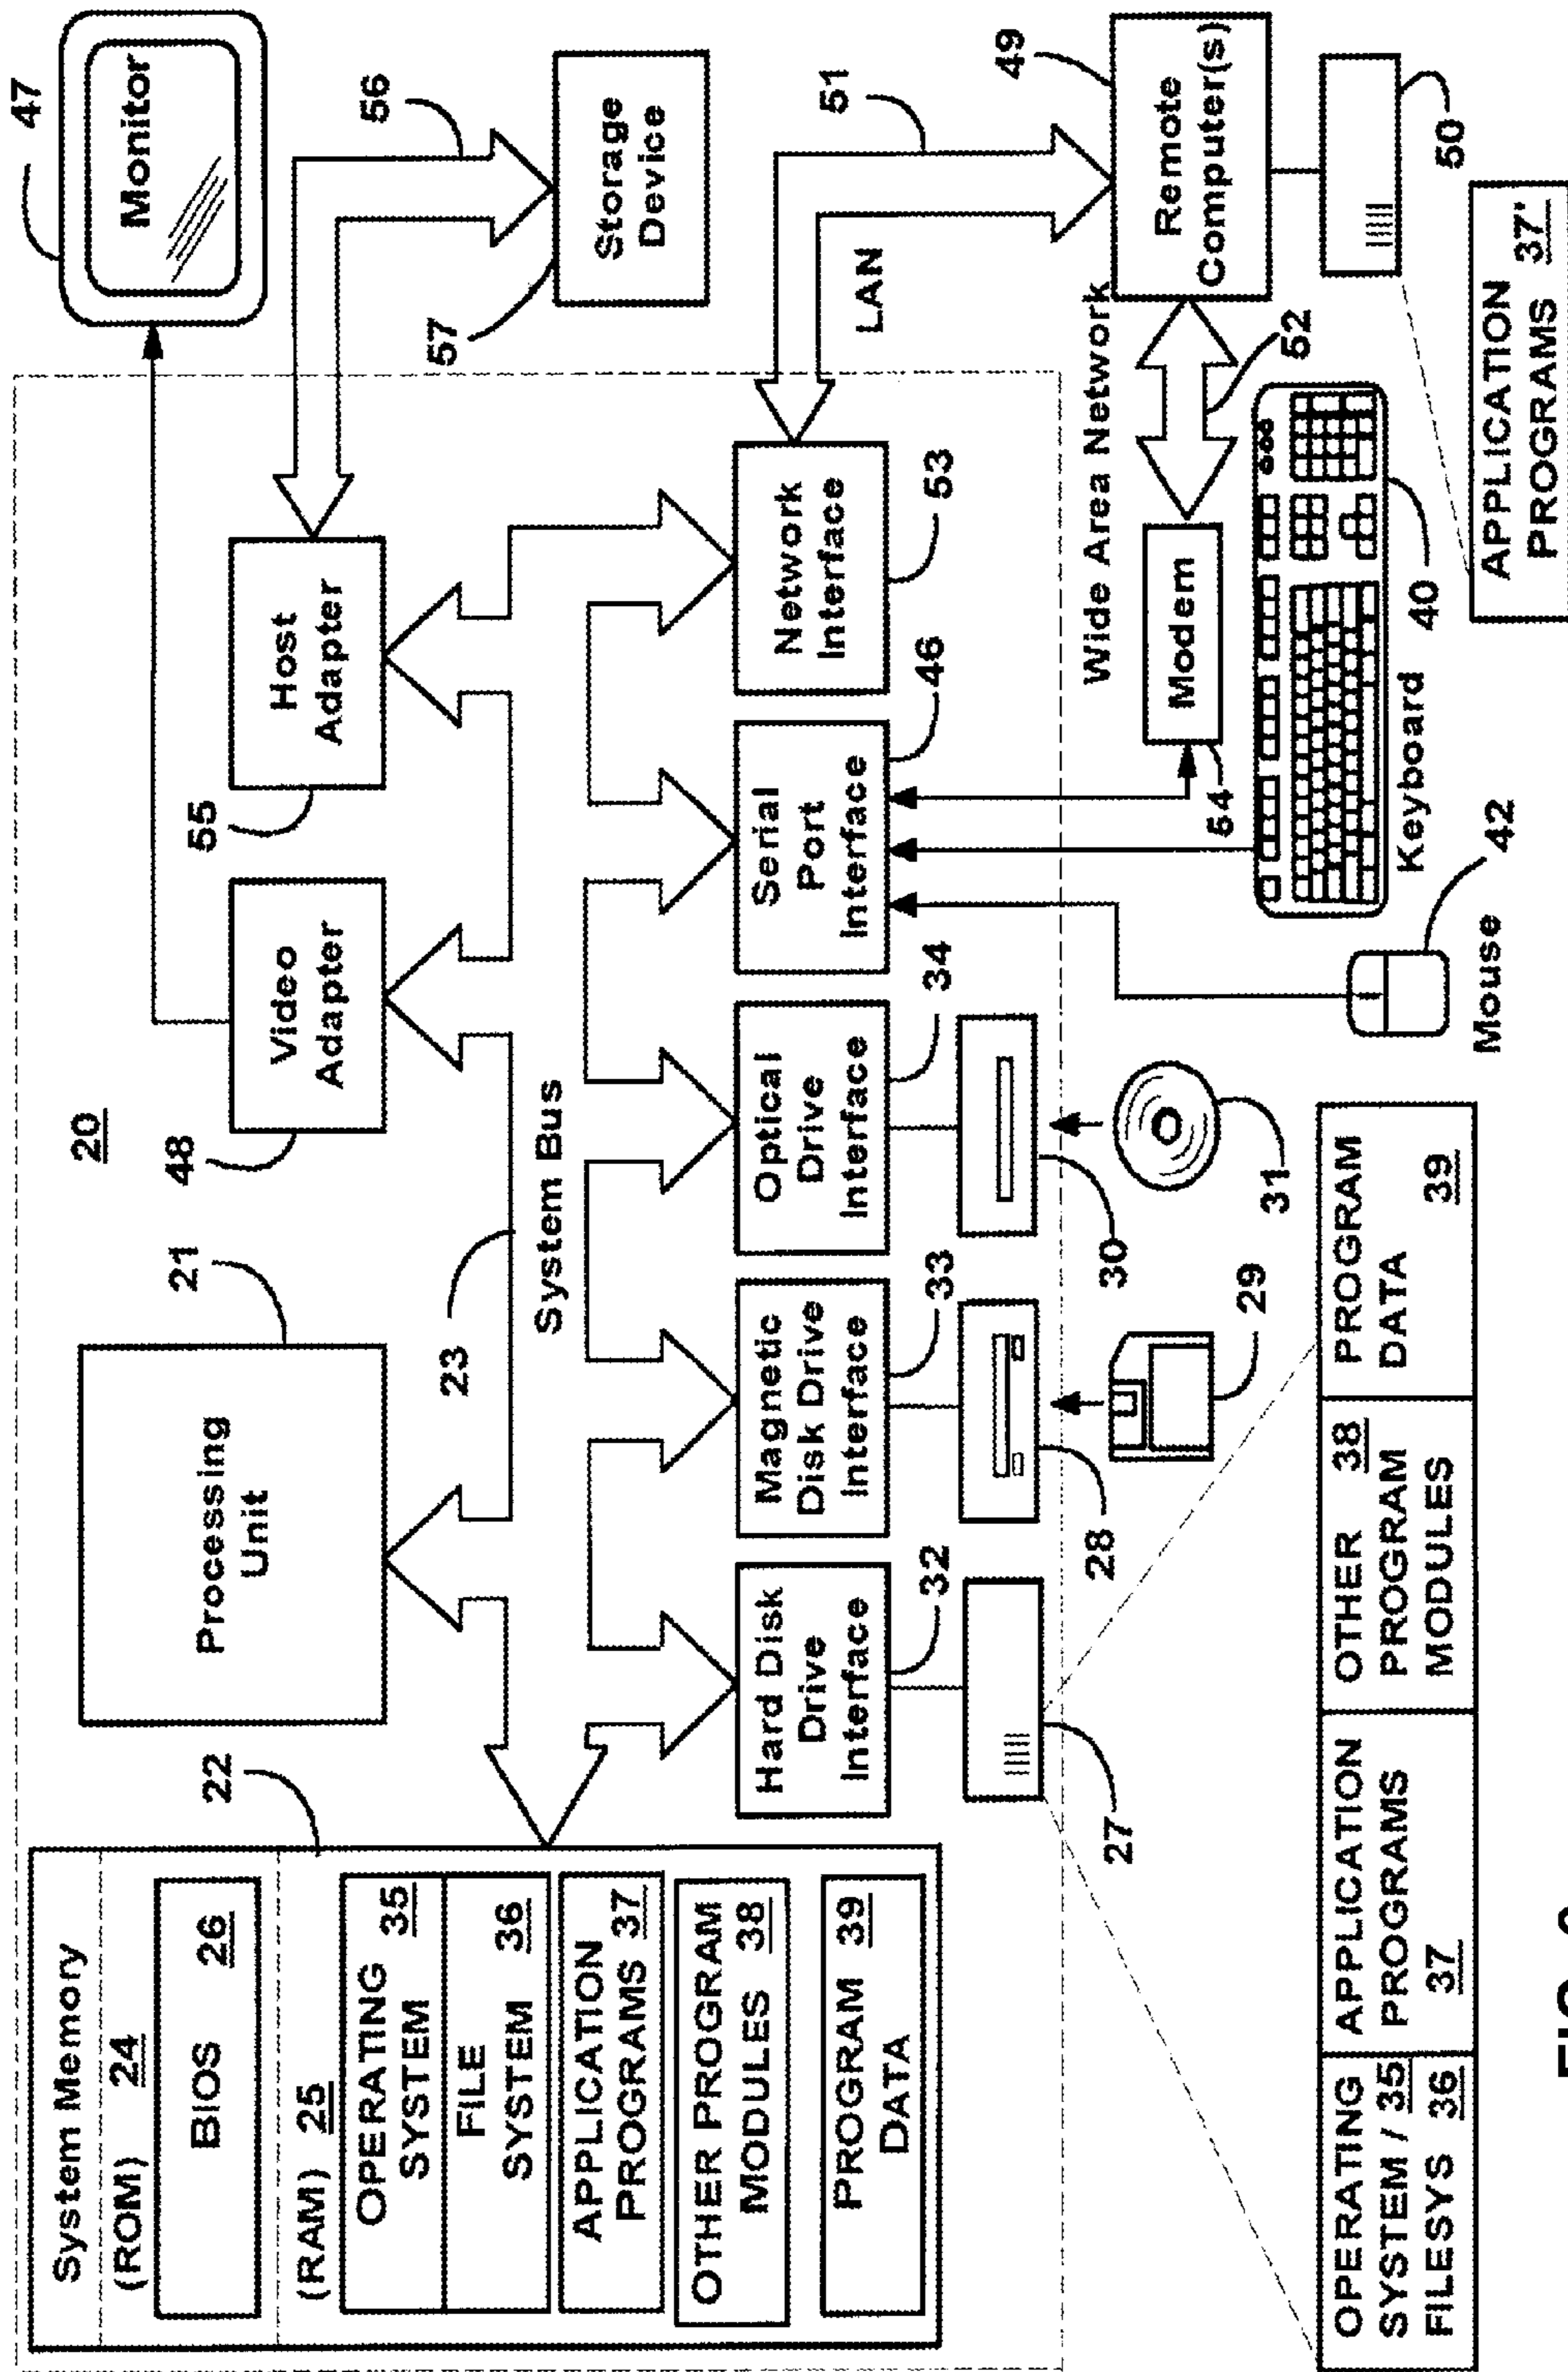 System Memory
(ROM) 24
BIOS 26
(RAM) 25
OPERATING
SYSTEM 35
FILE
SYSTEM 36
APPLICATION
PROGRAMS 37
OTHER PROGRAM
MODULES 38
PROGRAM 39
DATA
22
Processing
Unit
21
20
48
Video
Adapter
55
Host
Adapter
47
Monitor
56
57
Storage
Device
23
System Bus
Hard Disk
Drive
Interface
32
Magnetic
Disk Drive
Interface
33
Optical
Drive
Interface
34
Serial
Port
Interface
46
Network
Interface
53
LAN
51
27
28
29
30
31
Wide Area Network
Modem
54
52
49
Remote
Computer(s)
50
Mouse
42
Keyboard
40
APPLICATION
PROGRAMS 37'
OPERATING
SYSTEM / 35
FILESYS 36
APPLICATION
PROGRAMS
37
OTHER 38
PROGRAM
MODULES
PROGRAM
DATA
39